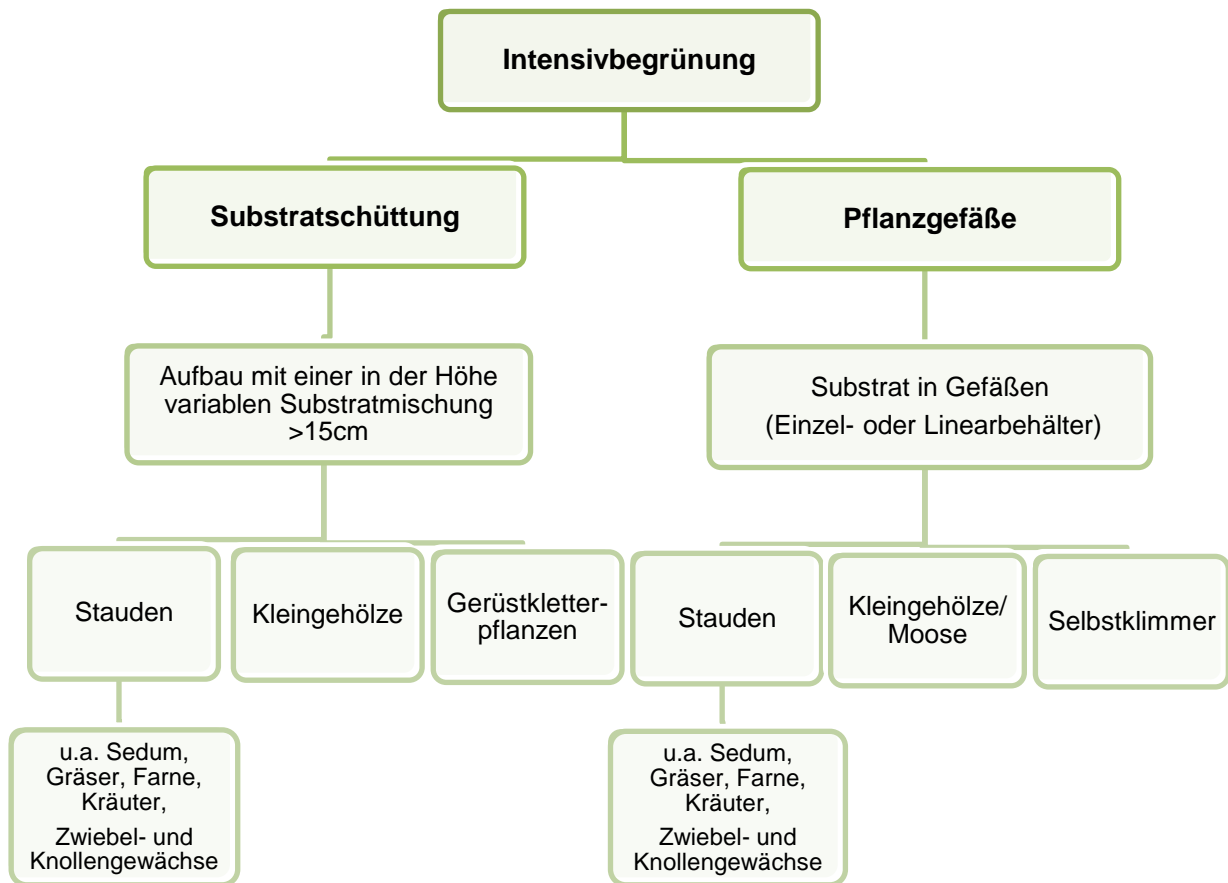 Intensivbegrünung
Substratschüttung
Pflanzgefäße
Aufbau mit einer in der Höhe
variablen Substratmischung
>15cm
Substrat in Gefäßen
(Einzel- oder Linearbehälter)
Stauden
Kleingehölze
Gerüstkletter-
pflanzen
Stauden
Kleingehölze/
Moose
Selbstklimmer
u.a. Sedum,
Gräser, Farne,
Kräuter,
Zwiebel- und
Knollengewächse
u.a. Sedum,
Gräser, Farne,
Kräuter,
Zwiebel- und
Knollengewächse